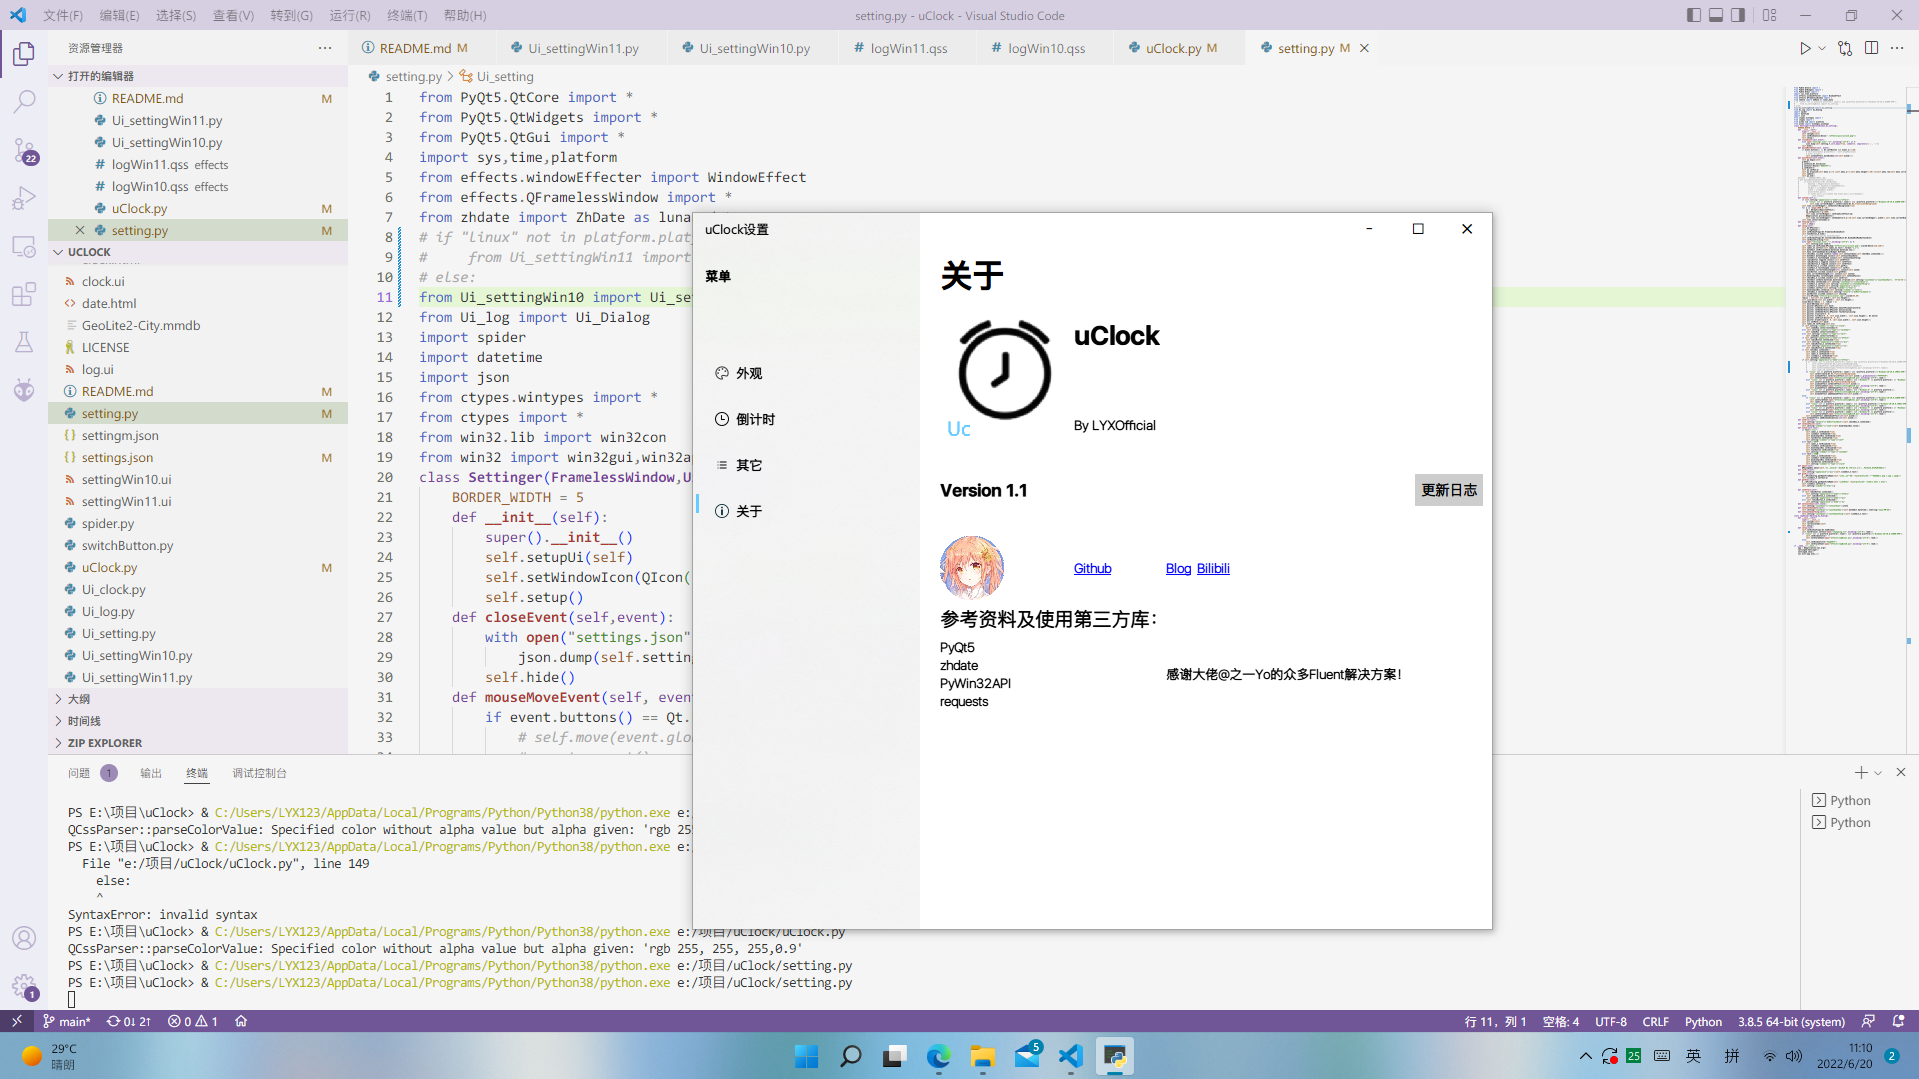 文件(F) 编辑(E) 选择(S) 查看(V) 转到(G) 运行(R) 终端(T) 帮助(H)
setting.py - uClock - Visual Studio Code
资源管理器
README.md M
Ui_settingWin11.py
Ui_settingWin10.py
logWin11.qss
logWin10.qss
uClock.py M
setting.py M
打开的编辑器
README.md M
Ui_settingWin11.py
Ui_settingWin10.py
logWin11.qss effects
logWin10.qss effects
uClock.py M
setting.py M
UCLOCK
clock.ui
date.html
GeoLite2-City.mmdb
LICENSE
log.ui
README.md M
setting.py M
settingm.json
settings.json M
settingWin10.ui
settingWin11.ui
spider.py
switchButton.py
uClock.py M
Ui_clock.py
Ui_log.py
Ui_setting.py
Ui_settingWin10.py
Ui_settingWin11.py
大纲
时间线
ZIP EXPLORER
22
1
setting.py > Ui_setting
1 from PyQt5.QtCore import *
2 from PyQt5.QtWidgets import *
3 from PyQt5.QtGui import *
4 import sys,time,platform
5 from effects.windowEffecter import WindowEffect
6 from effects.QFramelessWindow import *
7 from zhdate import ZhDate as luna
8 # if "linux" not in platform.plat
9 #     from Ui_settingWin11 import
10 # else:
11 from Ui_settingWin10 import Ui_se
12 from Ui_log import Ui_Dialog
13 import spider
14 import datetime
15 import json
16 from ctypes.wintypes import *
17 from ctypes import *
18 from win32.lib import win32con
19 from win32 import win32gui,win32a
20 class Settinger(FramelessWindow,U
21 BORDER_WIDTH = 5
22 def __init__(self):
23 super().__init__()
24 self.setupUi(self)
25 self.setWindowIcon(QIcon(
26 self.setup()
27 def closeEvent(self,event):
28 with open("settings.json"
29 json.dump(self.settin
30 self.hide()
31 def mouseMoveEvent(self, even
32 if event.buttons() == Qt.
33 # self.move(event.glo
uClock设置
菜单
外观
倒计时
其它
关于
关于
uClock
Uc
By LYXOfficial
Version 1.1
更新日志
Github Blog Bilibili
参考资料及使用第三方库：
PyQt5
zhdate
PyWin32API
requests
感谢大佬@之一Yo的众多Fluent解决方案！
问题 1 输出 终端 调试控制台
PS E:\项目\uClock> & C:/Users/LYX123/AppData/Local/Programs/Python/Python38/python.exe e:
QCssParser::parseColorValue: Specified color without alpha value but alpha given: 'rgb 25
PS E:\项目\uClock> & C:/Users/LYX123/AppData/Local/Programs/Python/Python38/python.exe e:
File "e:/项目/uClock/uClock.py", line 149
else:
^
SyntaxError: invalid syntax
PS E:\项目\uClock> & C:/Users/LYX123/AppData/Local/Programs/Python/Python38/python.exe e:/项目/uClock/uClock.py
QCssParser::parseColorValue: Specified color without alpha value but alpha given: 'rgb 255, 255, 255,0.9'
PS E:\项目\uClock> & C:/Users/LYX123/AppData/Local/Programs/Python/Python38/python.exe e:/项目/uClock/setting.py
PS E:\项目\uClock> & C:/Users/LYX123/AppData/Local/Programs/Python/Python38/python.exe e:/项目/uClock/setting.py
Python
Python
main* 0↓ 2↑ 0 1
行 11，列 1 空格: 4 UTF-8 CRLF Python 3.8.5 64-bit (system)
29°C
晴朗
5
25
英 拼
11:10
2022/6/20
2